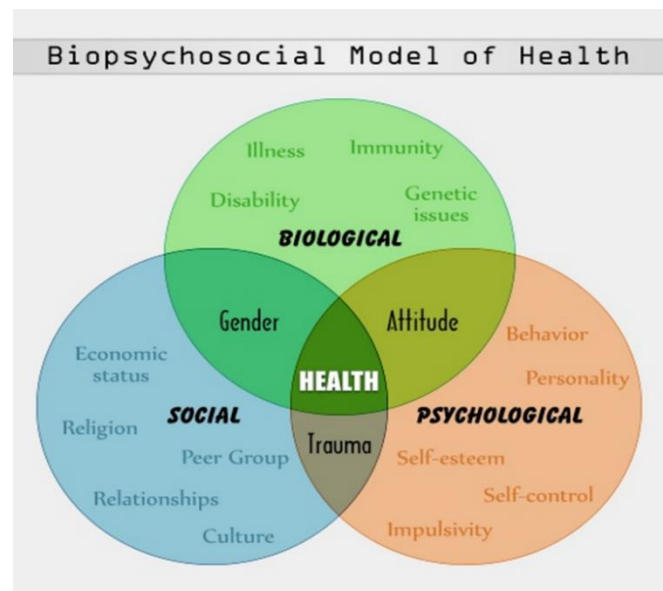 Biopsychosocial Model of Health
Illness
Immunity
Disability
Genetic
issues
BIOLOGICAL
Gender
Attitude
Economic
status
Behavior
Personality
HEALTH
Religion
SOCIAL
PSYCHOLOGICAL
Trauma
Peer Group
Self-esteem
Relationships
Self-control
Culture
Impulsivity